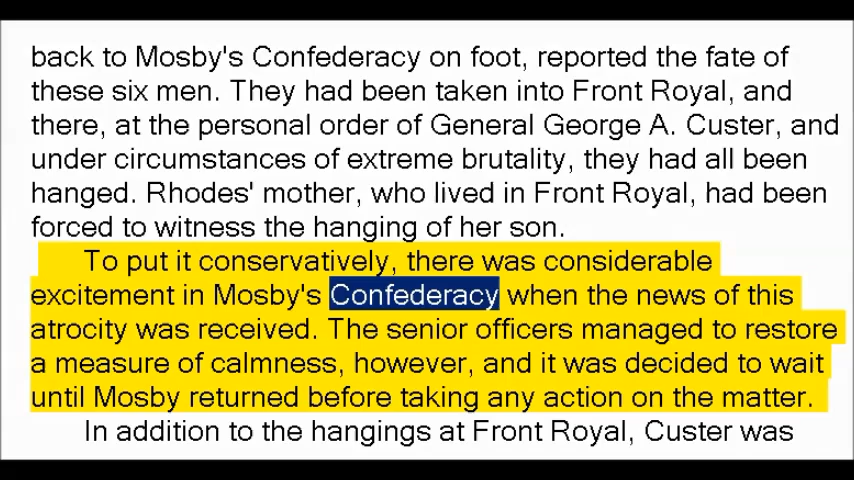 back to Mosby's Confederacy on foot, reported the fate of
these six men. They had been taken into Front Royal, and
there, at the personal order of General George A. Custer, and
under circumstances of extreme brutality, they had all been
hanged. Rhodes' mother, who lived in Front Royal, had been
forced to witness the hanging of her son.
To put it conservatively, there was considerable
excitement in Mosby's Confederacy when the news of this
atrocity was received. The senior officers managed to restore
a measure of calmness, however, and it was decided to wait
until Mosby returned before taking any action on the matter.
In addition to the hangings at Front Royal, Custer was